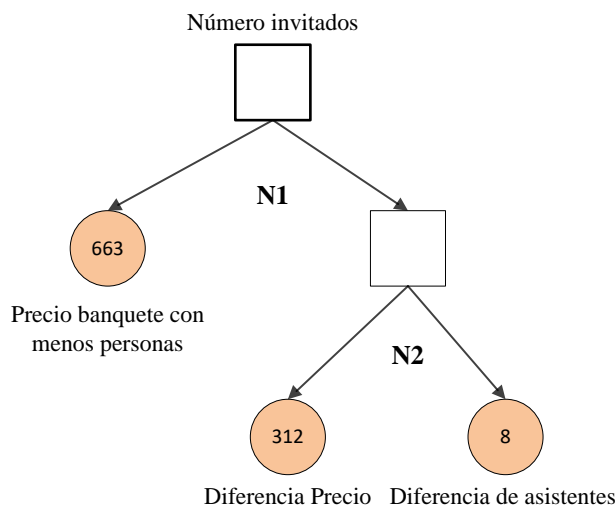 Número invitados
N1
663
Precio banquete con
menos personas
N2
312
8
Diferencia Precio
Diferencia de asistentes